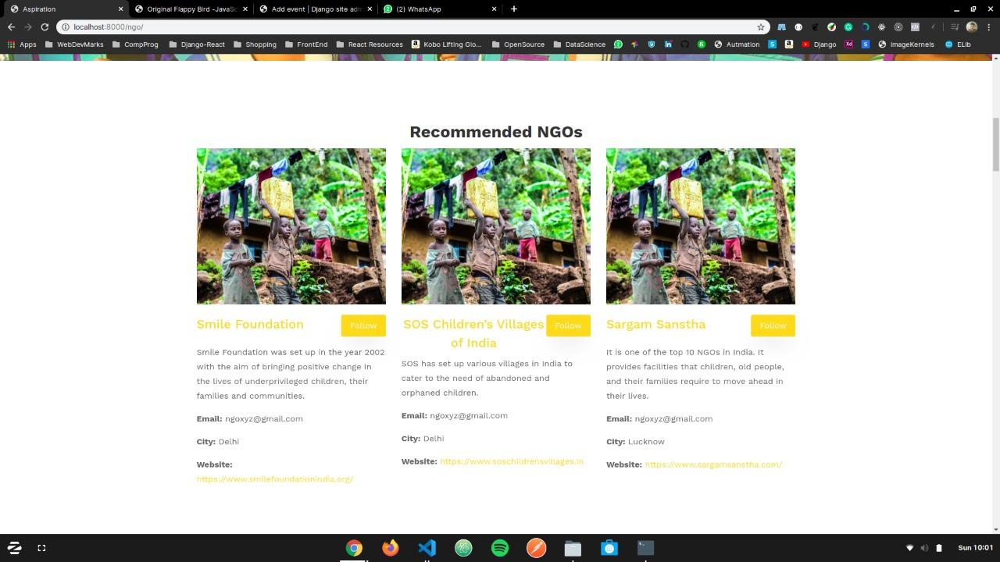 Aspiration
Original Flappy Bird -JavaSc
Add event | Django site adm
(2) WhatsApp
localhost:8000/ngo/
Apps
WebDevMarks
CompProg
Django-React
Shopping
FrontEnd
React Resources
Kobo Lifting Glo...
OpenSource
DataScience
Autmation
Django
ImageKernels
ELib
Recommended NGOs
Smile Foundation
Follow
Smile Foundation was set up in the year 2002
with the aim of bringing positive change in
the lives of underprivileged children, their
families and communities.
Email: ngoxyz@gmail.com
City: Delhi
Website:
https://www.smilefoundationindia.org/
SOS Children's Villages
of India
Follow
SOS has set up various villages in India to
cater to the need of abandoned and
orphaned children.
Email: ngoxyz@gmail.com
City: Delhi
Website: https://www.soschildrensvillages.in
Sargam Sanstha
Follow
It is one of the top 10 NGOs in India. It
provides facilities that children, old people,
and their families require to move ahead in
their lives.
Email: ngoxyz@gmail.com
City: Lucknow
Website: https://www.sargamsanstha.com/
Sun 10:01